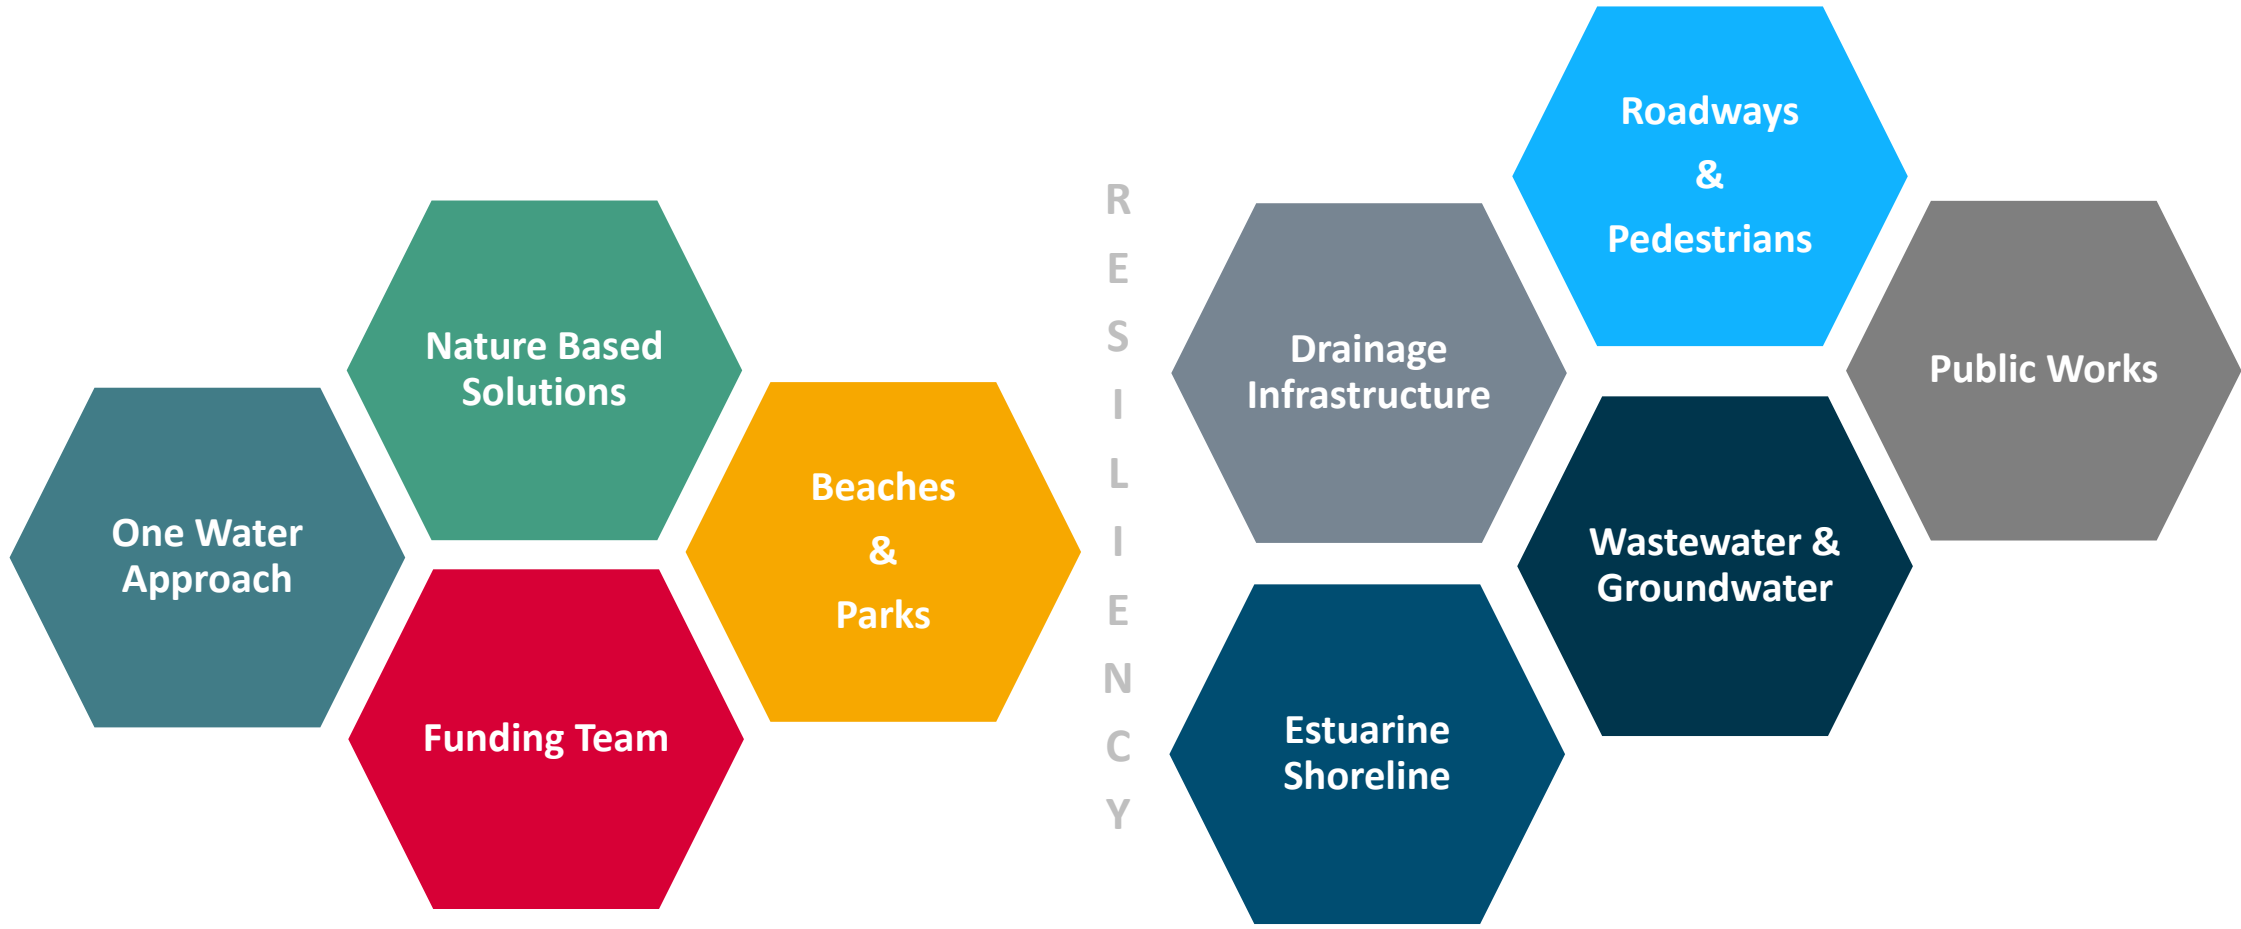 One Water
Approach
Nature Based
Solutions
Funding Team
Beaches
&
Parks
R
E
S
I
L
I
E
N
C
Y
Drainage
Infrastructure
Estuarine
Shoreline
Roadways
&
Pedestrians
Wastewater &
Groundwater
Public Works